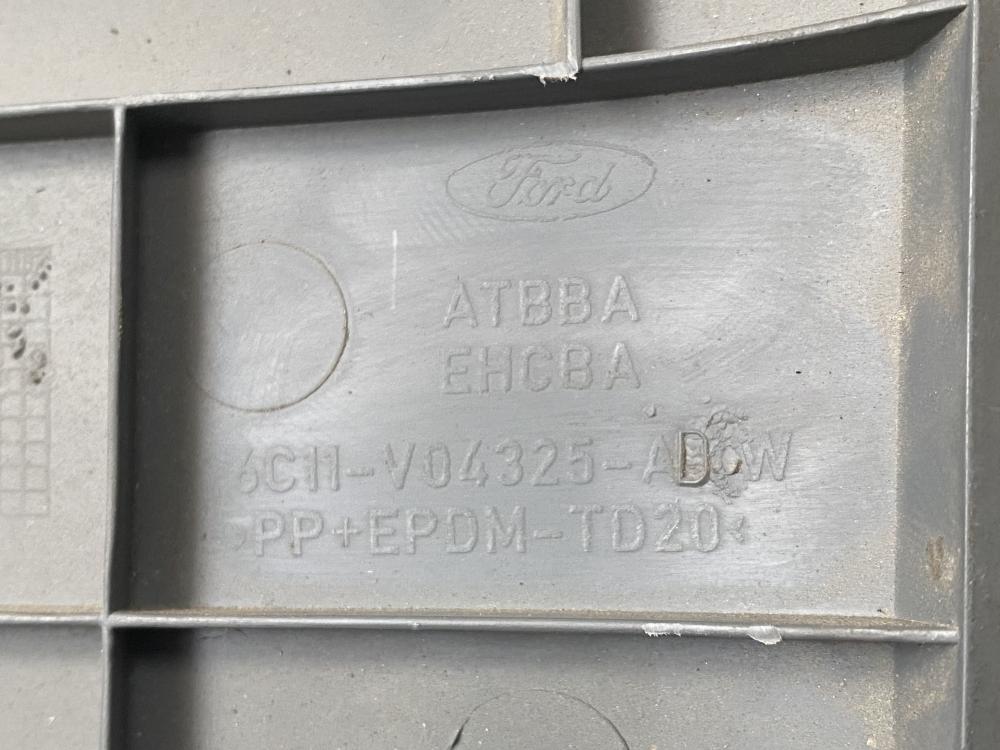 Ford
ATBBA
EHCBA
6C11-V04325-AD W
>PP+EPDM-TD20<